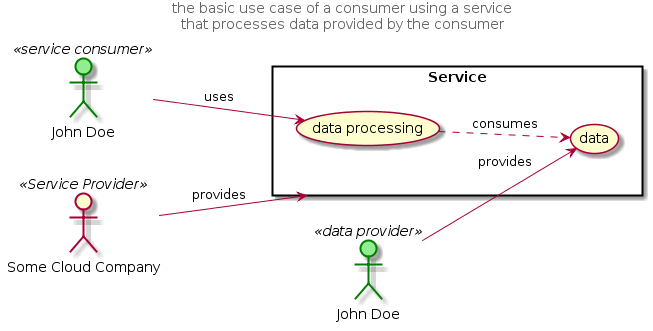 the basic use case of a consumer using a service
that processes data provided by the consumer
«service consumer»
John Doe
uses
Service
data processing
consumes
data
provides
«Service Provider»
Some Cloud Company
provides
«data provider»
John Doe